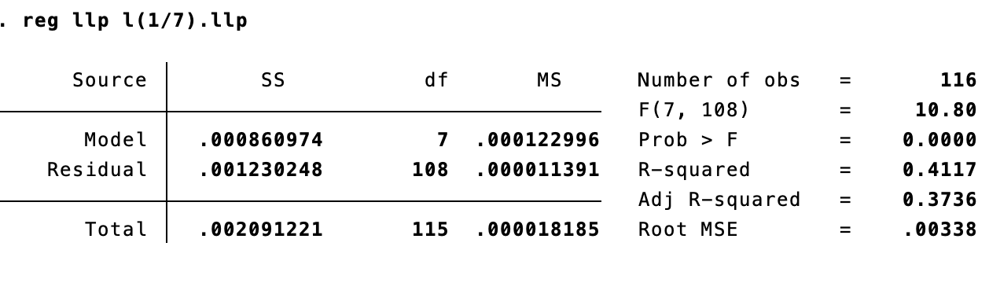 . reg llp l(1/7).llp
Source SS df MS Number of obs = 116
F(7, 108) = 10.80
Model .000860974 7 .000122996 Prob > F = 0.0000
Residual .001230248 108 .000011391 R-squared = 0.4117
Adj R-squared = 0.3736
Total .002091221 115 .000018185 Root MSE = .00338